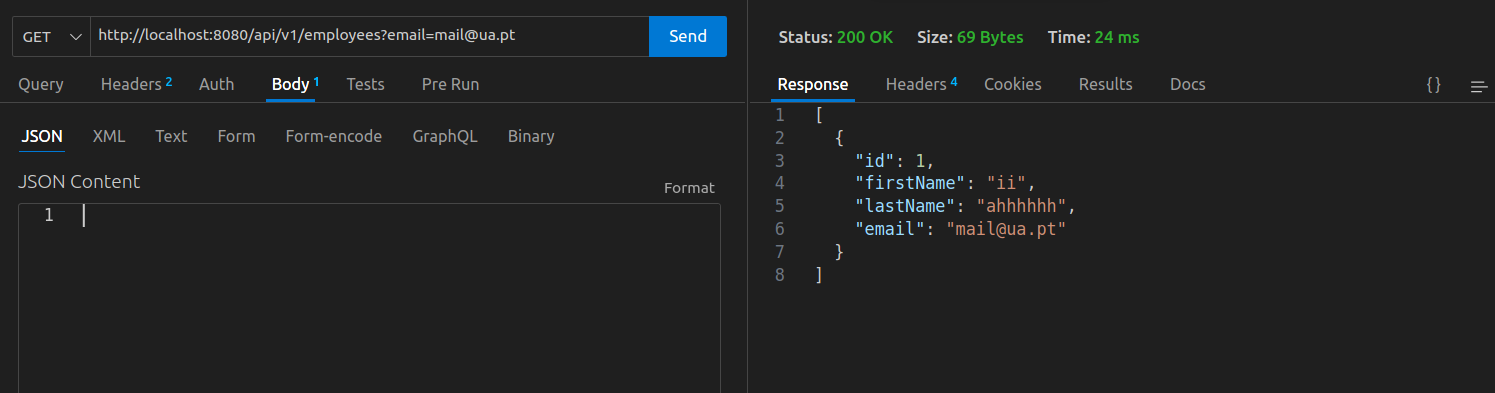 GET http://localhost:8080/api/v1/employees?email=mail@ua.pt Send
Query Headers 2 Auth Body 1 Tests Pre Run
JSON XML Text Form Form-encode GraphQL Binary
JSON Content Format
1
Status: 200 OK Size: 69 Bytes Time: 24 ms
Response Headers 4 Cookies Results Docs { }
1 [
2 {
3 "id": 1,
4 "firstName": "ii",
5 "lastName": "ahhhhhh",
6 "email": "mail@ua.pt"
7 }
8 ]